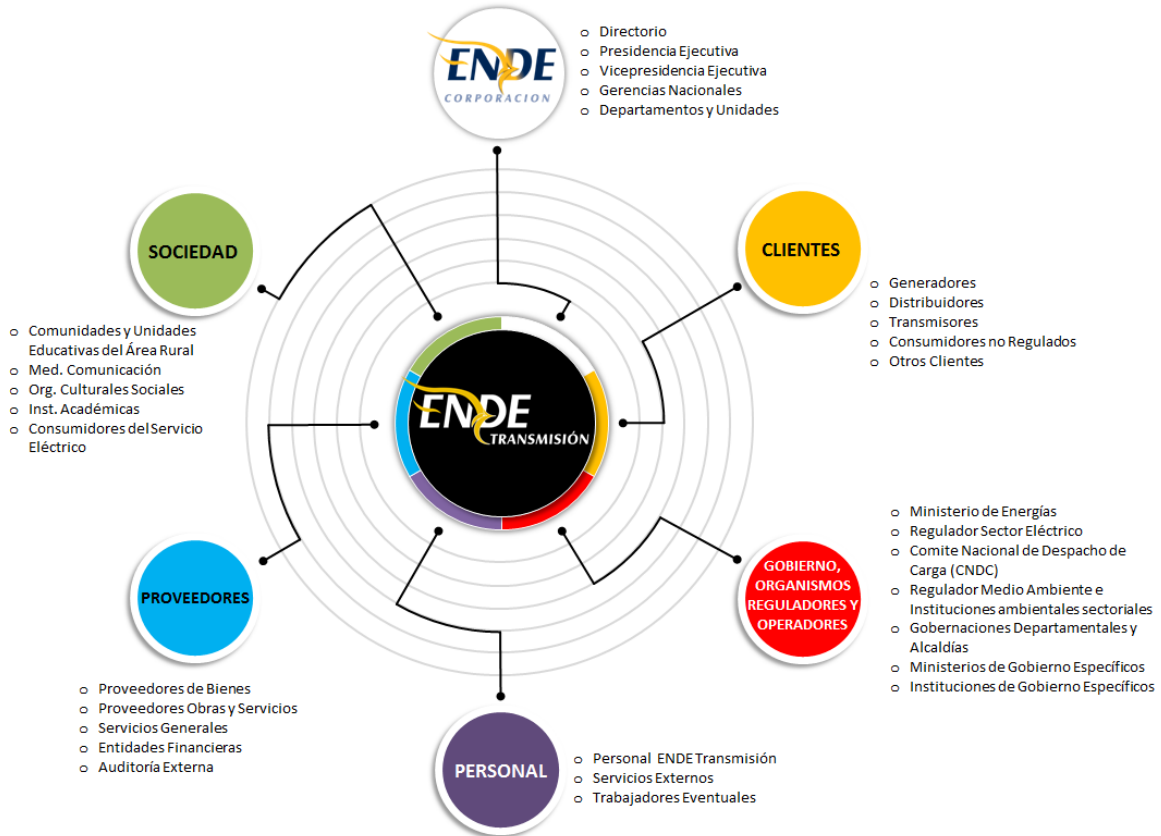 ENDE
CORPORACION
o Directorio
o Presidencia Ejecutiva
o Vicepresidencia Ejecutiva
o Gerencias Nacionales
o Departamentos y Unidades
SOCIEDAD
o Comunidades y Unidades
Educativas del Área Rural
o Med. Comunicación
o Org. Culturales Sociales
o Inst. Académicas
o Consumidores del Servicio
Eléctrico
CLIENTES
o Generadores
o Distribuidores
o Transmisores
o Consumidores no Regulados
o Otros Clientes
ENDE
TRANSMISIÓN
PROVEEDORES
o Proveedores de Bienes
o Proveedores Obras y Servicios
o Servicios Generales
o Entidades Financieras
o Auditoría Externa
GOBIERNO,
ORGANISMOS
REGULADORES Y
OPERADORES
o Ministerio de Energías
o Regulador Sector Eléctrico
o Comite Nacional de Despacho de
Carga (CNDC)
o Regulador Medio Ambiente e
Instituciones ambientales sectoriales
o Gobernaciones Departamentales y
Alcaldías
o Ministerios de Gobierno Específicos
o Instituciones de Gobierno Específicos
PERSONAL
o Personal ENDE Transmisión
o Servicios Externos
o Trabajadores Eventuales